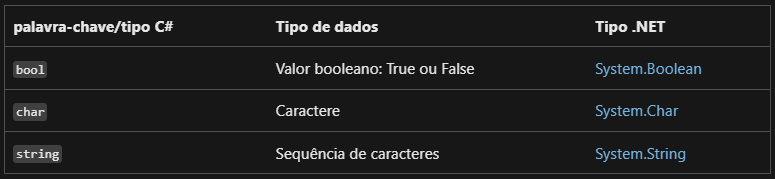 palavra-chave/tipo C# Tipo de dados Tipo .NET
bool Valor booleano: True ou False System.Boolean
char Caractere System.Char
string Sequência de caracteres System.String